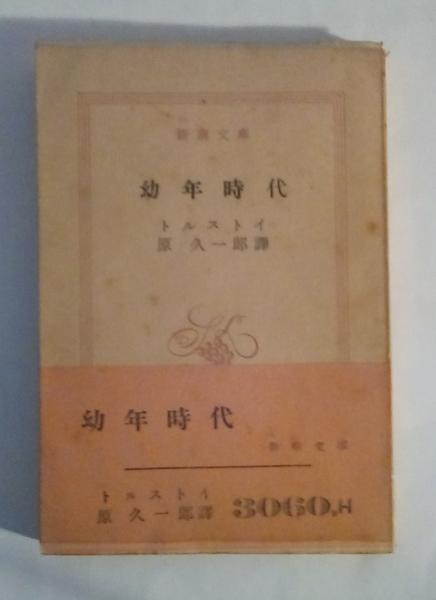 新潮文庫
幼年時代
トルストイ
原久一郎譯
幼年時代
新潮文庫
トルストイ
原久一郎譯
3060.H